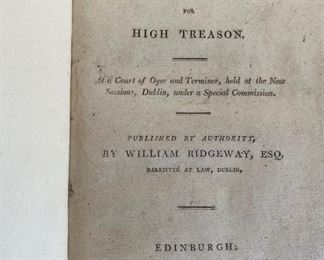 FOR
HIGH TREASON.
At a Court of Oyer and Terminer, held at the New
Sessions, Dublin, under a Special Commission.
PUBLISHED BY AUTHORITY,
BY WILLIAM RIDGEWAY, ESQ.
BARRISTER AT LAW, DUBLIN.
EDINBURGH: